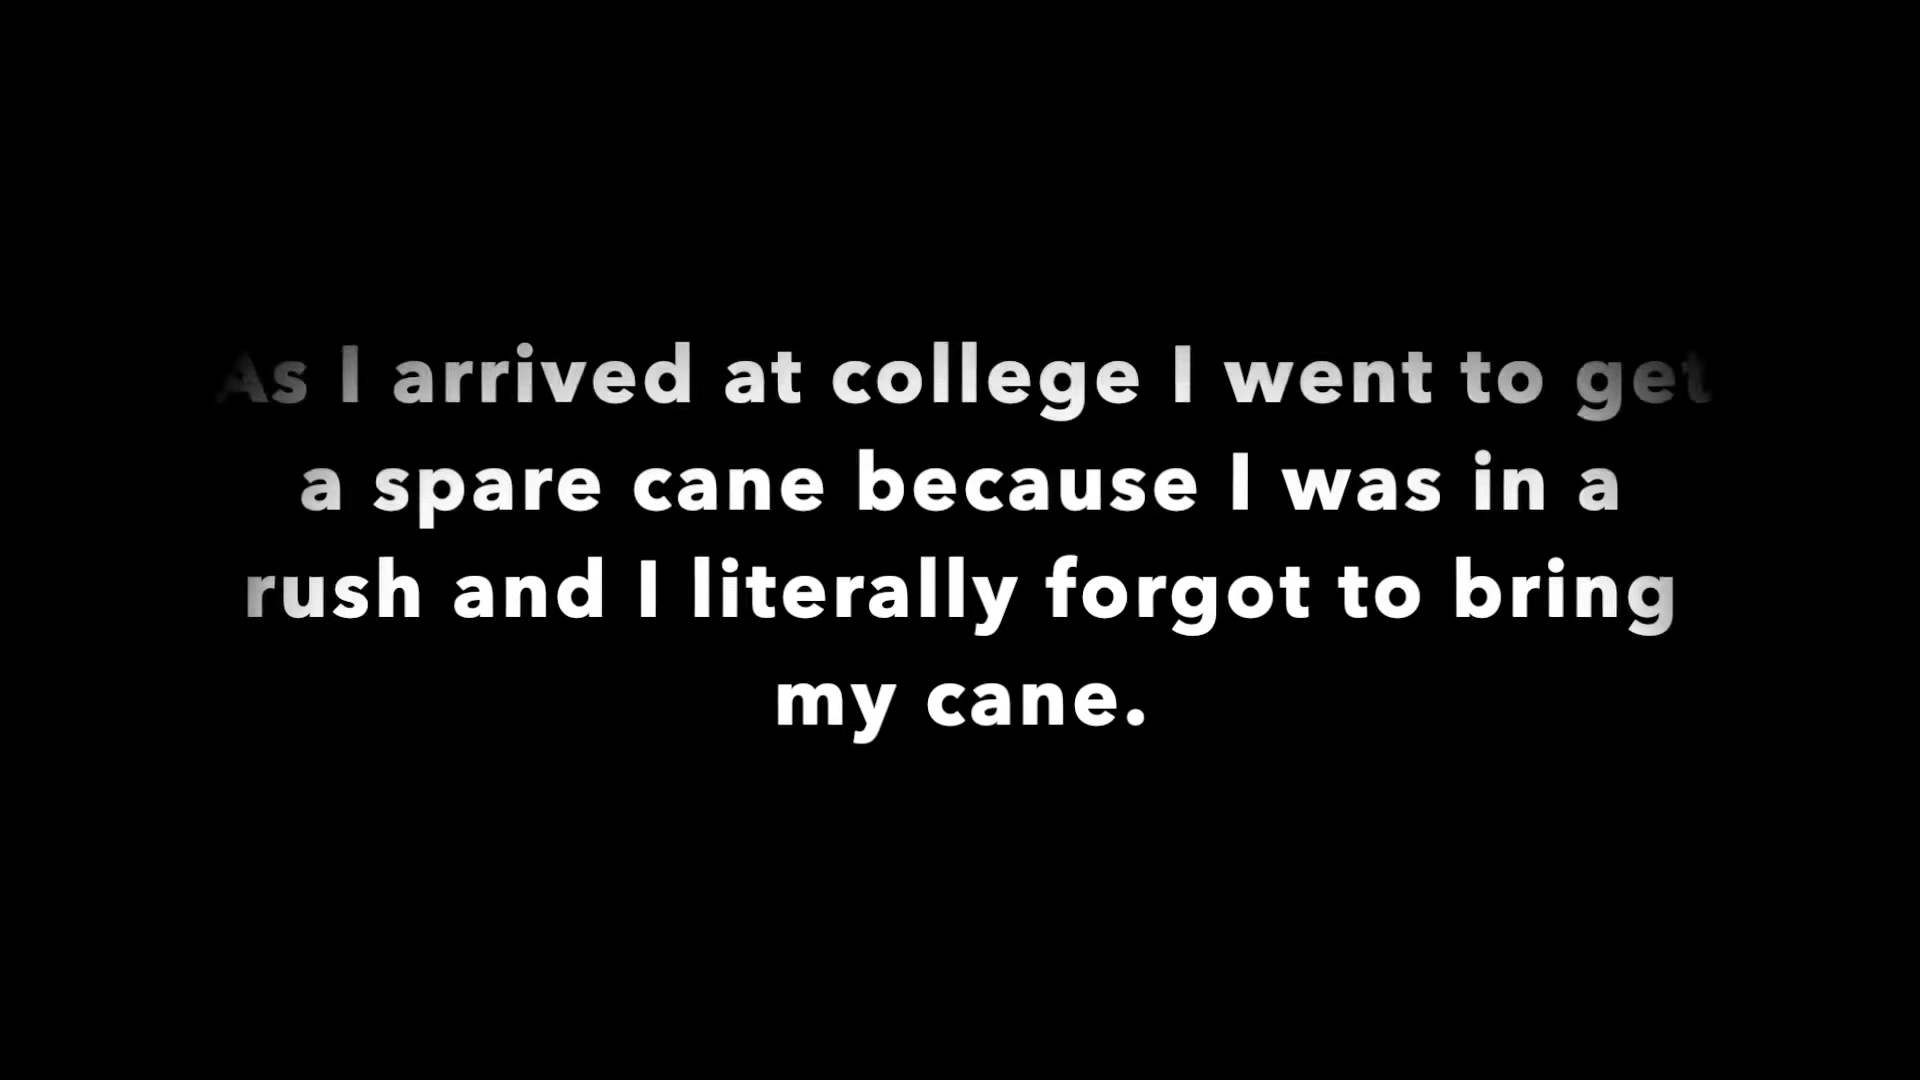 As I arrived at college I went to get
a spare cane because I was in a
rush and I literally forgot to bring
my cane.